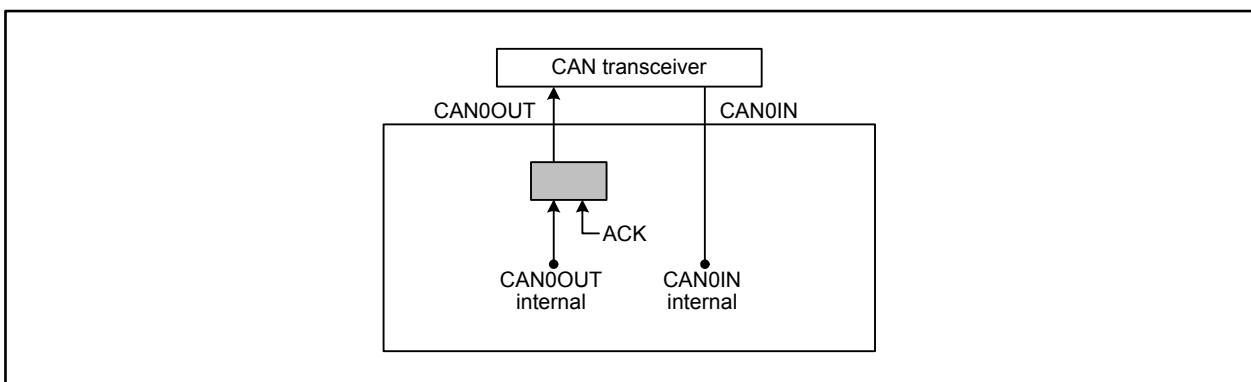 CAN transceiver
CAN0OUT
CAN0IN
ACK
CAN0OUT
internal
CAN0IN
internal